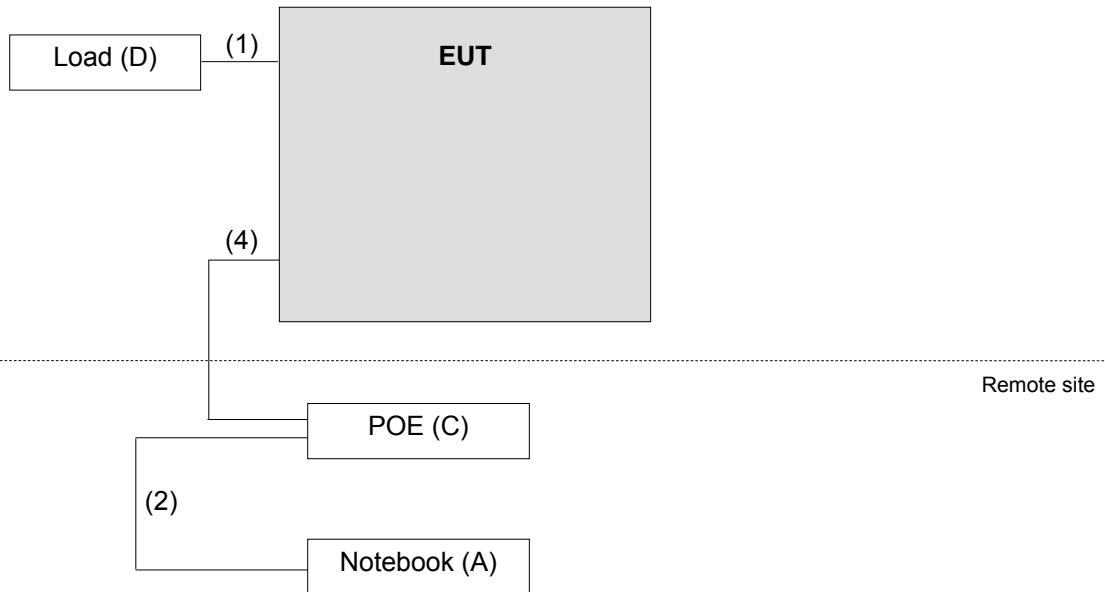 Load (D)
(1)
EUT
(4)
Remote site
POE (C)
(2)
Notebook (A)